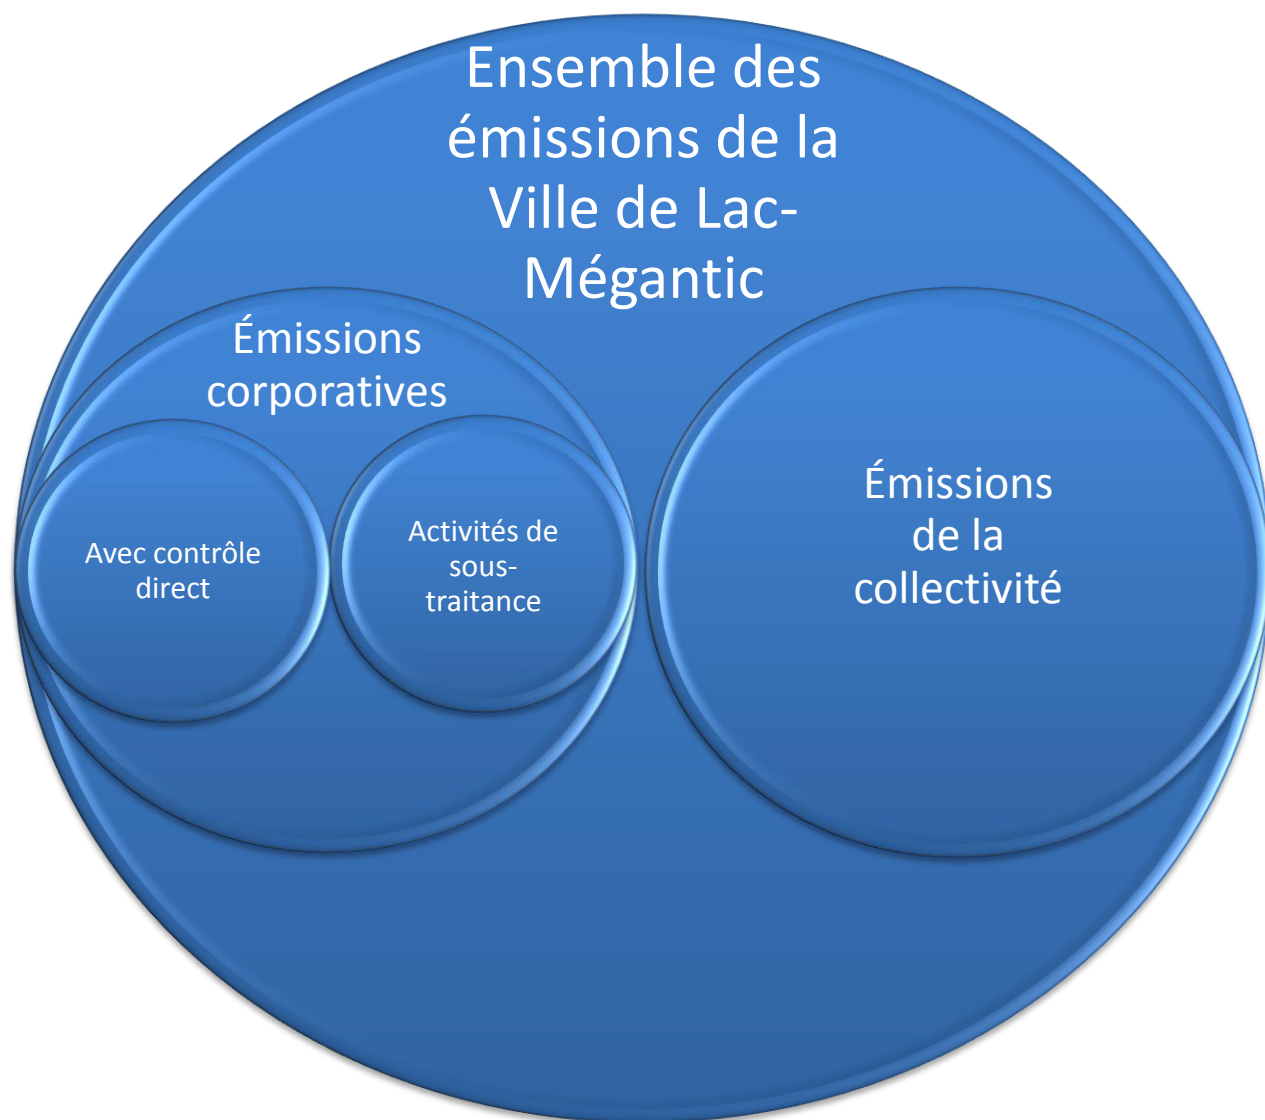 Ensemble des
émissions de la
Ville de Lac-
Mégantic
Émissions
corporatives
Avec contrôle
direct
Activités de
sous-
traitance
Émissions
de la
collectivité